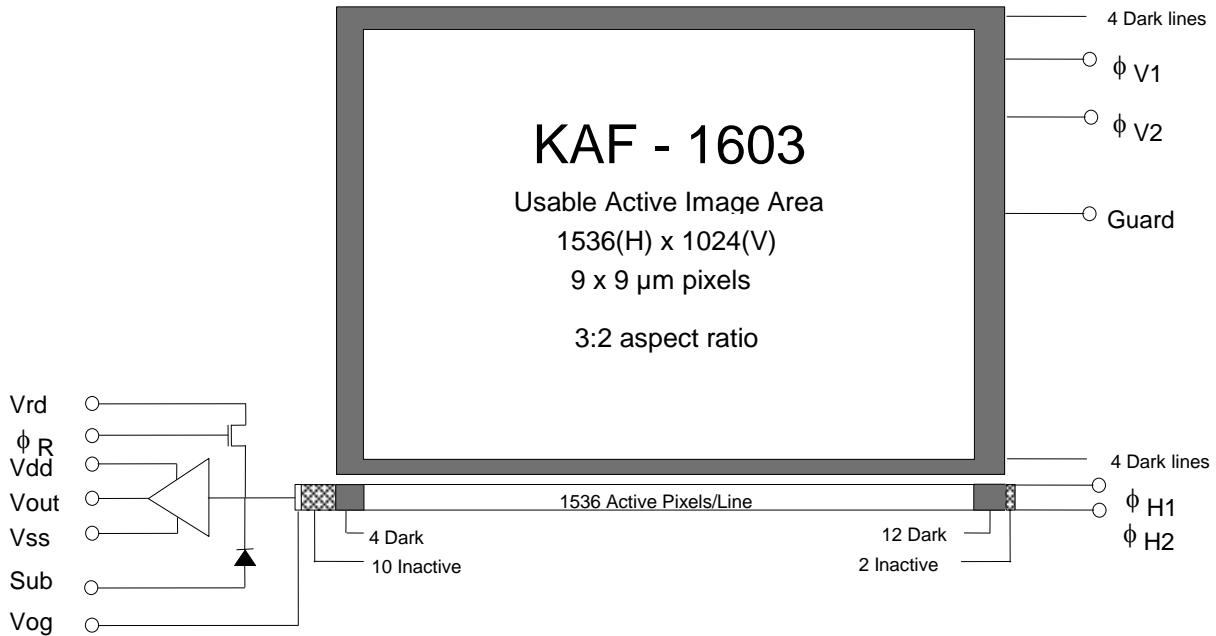 4 Dark lines
ϕ V1
ϕ V2
KAF - 1603
Usable Active Image Area
1536(H) x 1024(V)
9 x 9 µm pixels
3:2 aspect ratio
Guard
Vrd
ϕ R
Vdd
Vout
Vss
Sub
Vog
4 Dark lines
1536 Active Pixels/Line
ϕ H1
ϕ H2
4 Dark
10 Inactive
12 Dark
2 Inactive